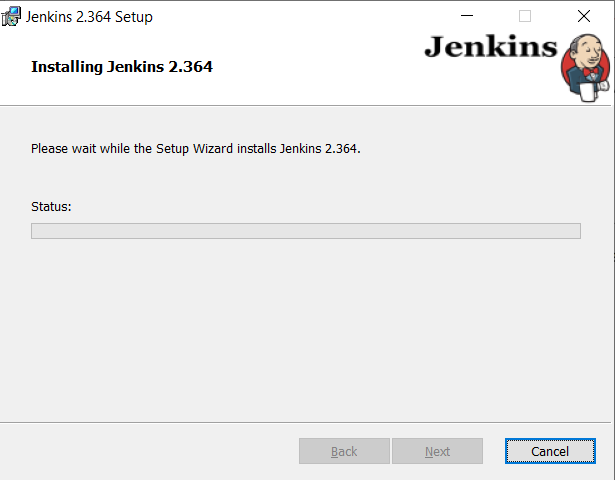 Jenkins 2.364 Setup
Jenkins
Installing Jenkins 2.364
Please wait while the Setup Wizard installs Jenkins 2.364.
Status:
Back
Next
Cancel